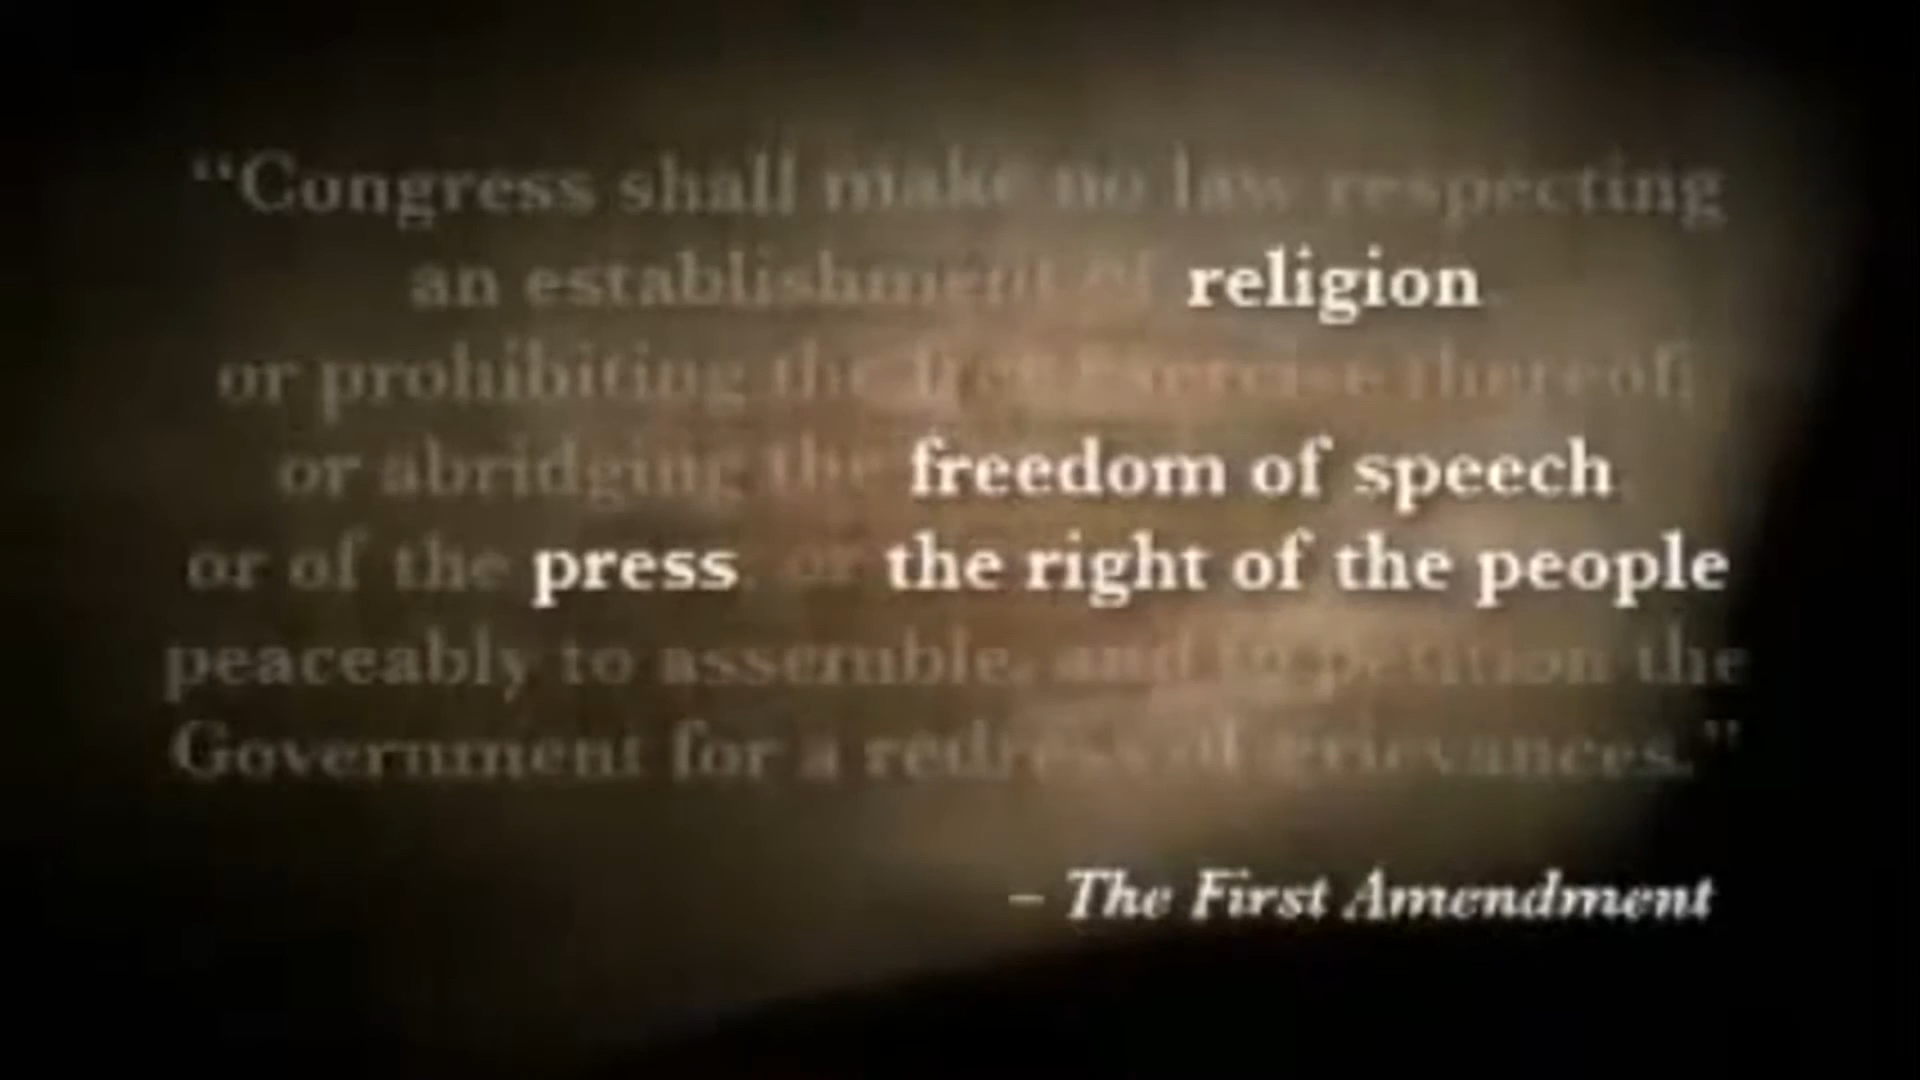 “Congress shall make no law respecting
an establishment of religion
or prohibiting the free exercise thereof;
or abridging the freedom of speech
or of the press, or the right of the people
peaceably to assemble, and to petition the
Government for a redress of grievances.”
– The First Amendment